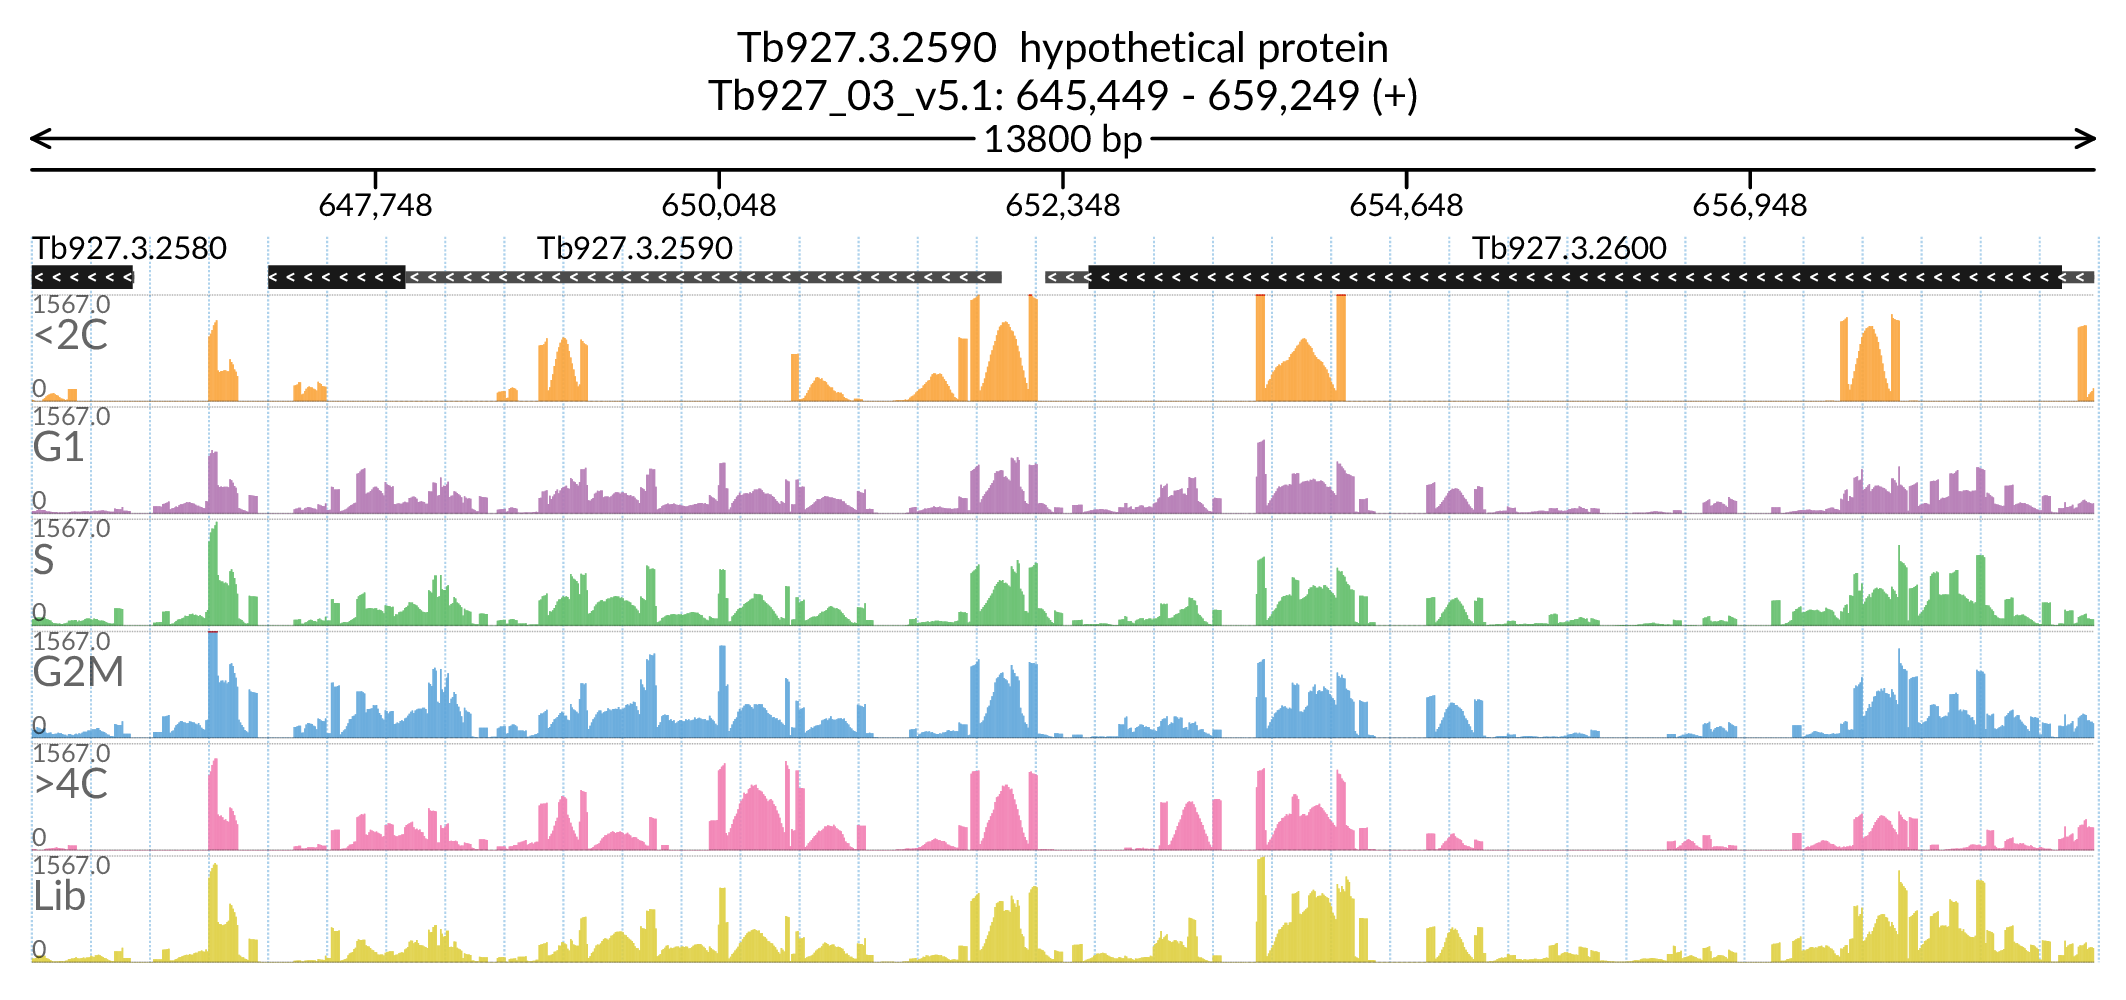 Tb927.3.2590  hypothetical protein
Tb927_03_v5.1: 645,449 - 659,249 (+)
13800 bp
647,748 650,048 652,348 654,648 656,948
Tb927.3.2580 Tb927.3.2590 Tb927.3.2600
1567.0
<2C
0
1567.0
G1
0
1567.0
S
0
1567.0
G2M
0
1567.0
>4C
0
1567.0
Lib
0